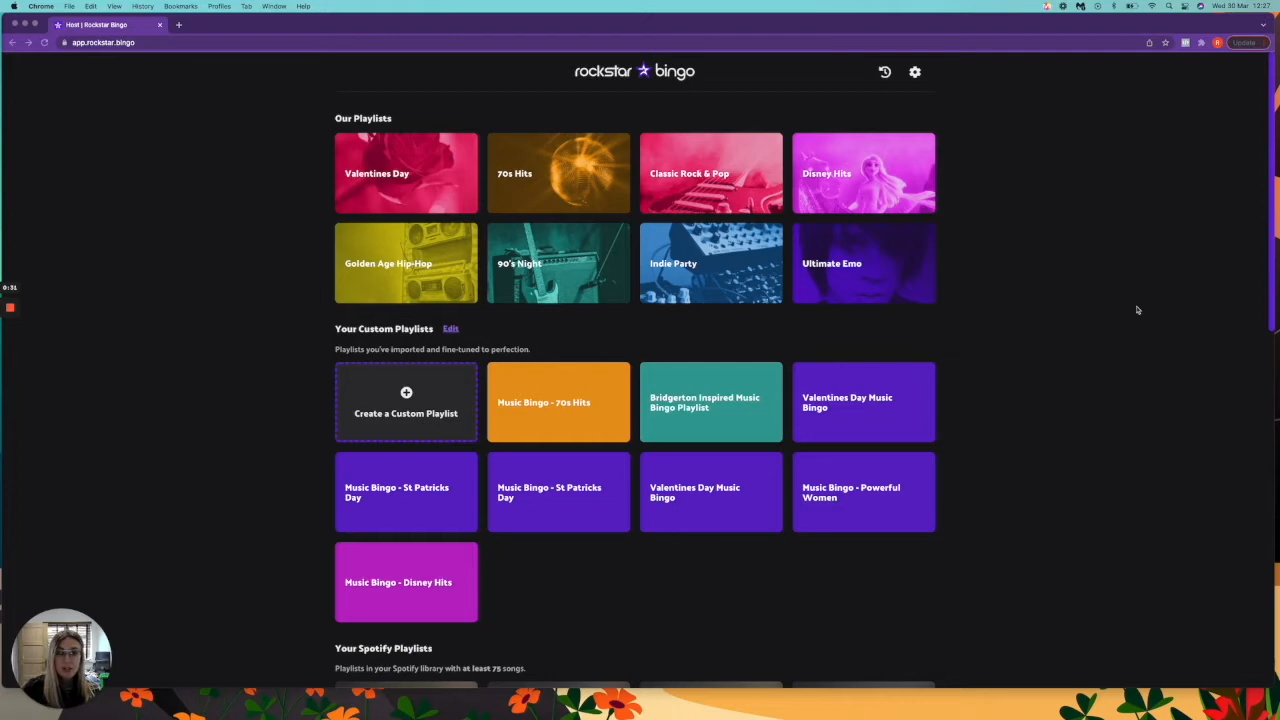 Chrome File Edit View History Bookmarks Profiles Tab Window Help
Wed 30 Mar 12:27
Host | Rockstar Bingo
app.rockstar.bingo
Update
rockstar bingo
Our Playlists
Valentines Day
70s Hits
Classic Rock & Pop
Disney Hits
Golden Age Hip-Hop
90's Night
Indie Party
Ultimate Emo
0:31
Your Custom Playlists Edit
Playlists you've imported and fine-tuned to perfection.
Create a Custom Playlist
Music Bingo - 70s Hits
Bridgerton Inspired Music
Bingo Playlist
Valentines Day Music
Bingo
Music Bingo - St Patricks
Day
Music Bingo - St Patricks
Day
Valentines Day Music
Bingo
Music Bingo - Powerful
Women
Music Bingo - Disney Hits
Your Spotify Playlists
Playlists in your Spotify library with at least 75 songs.